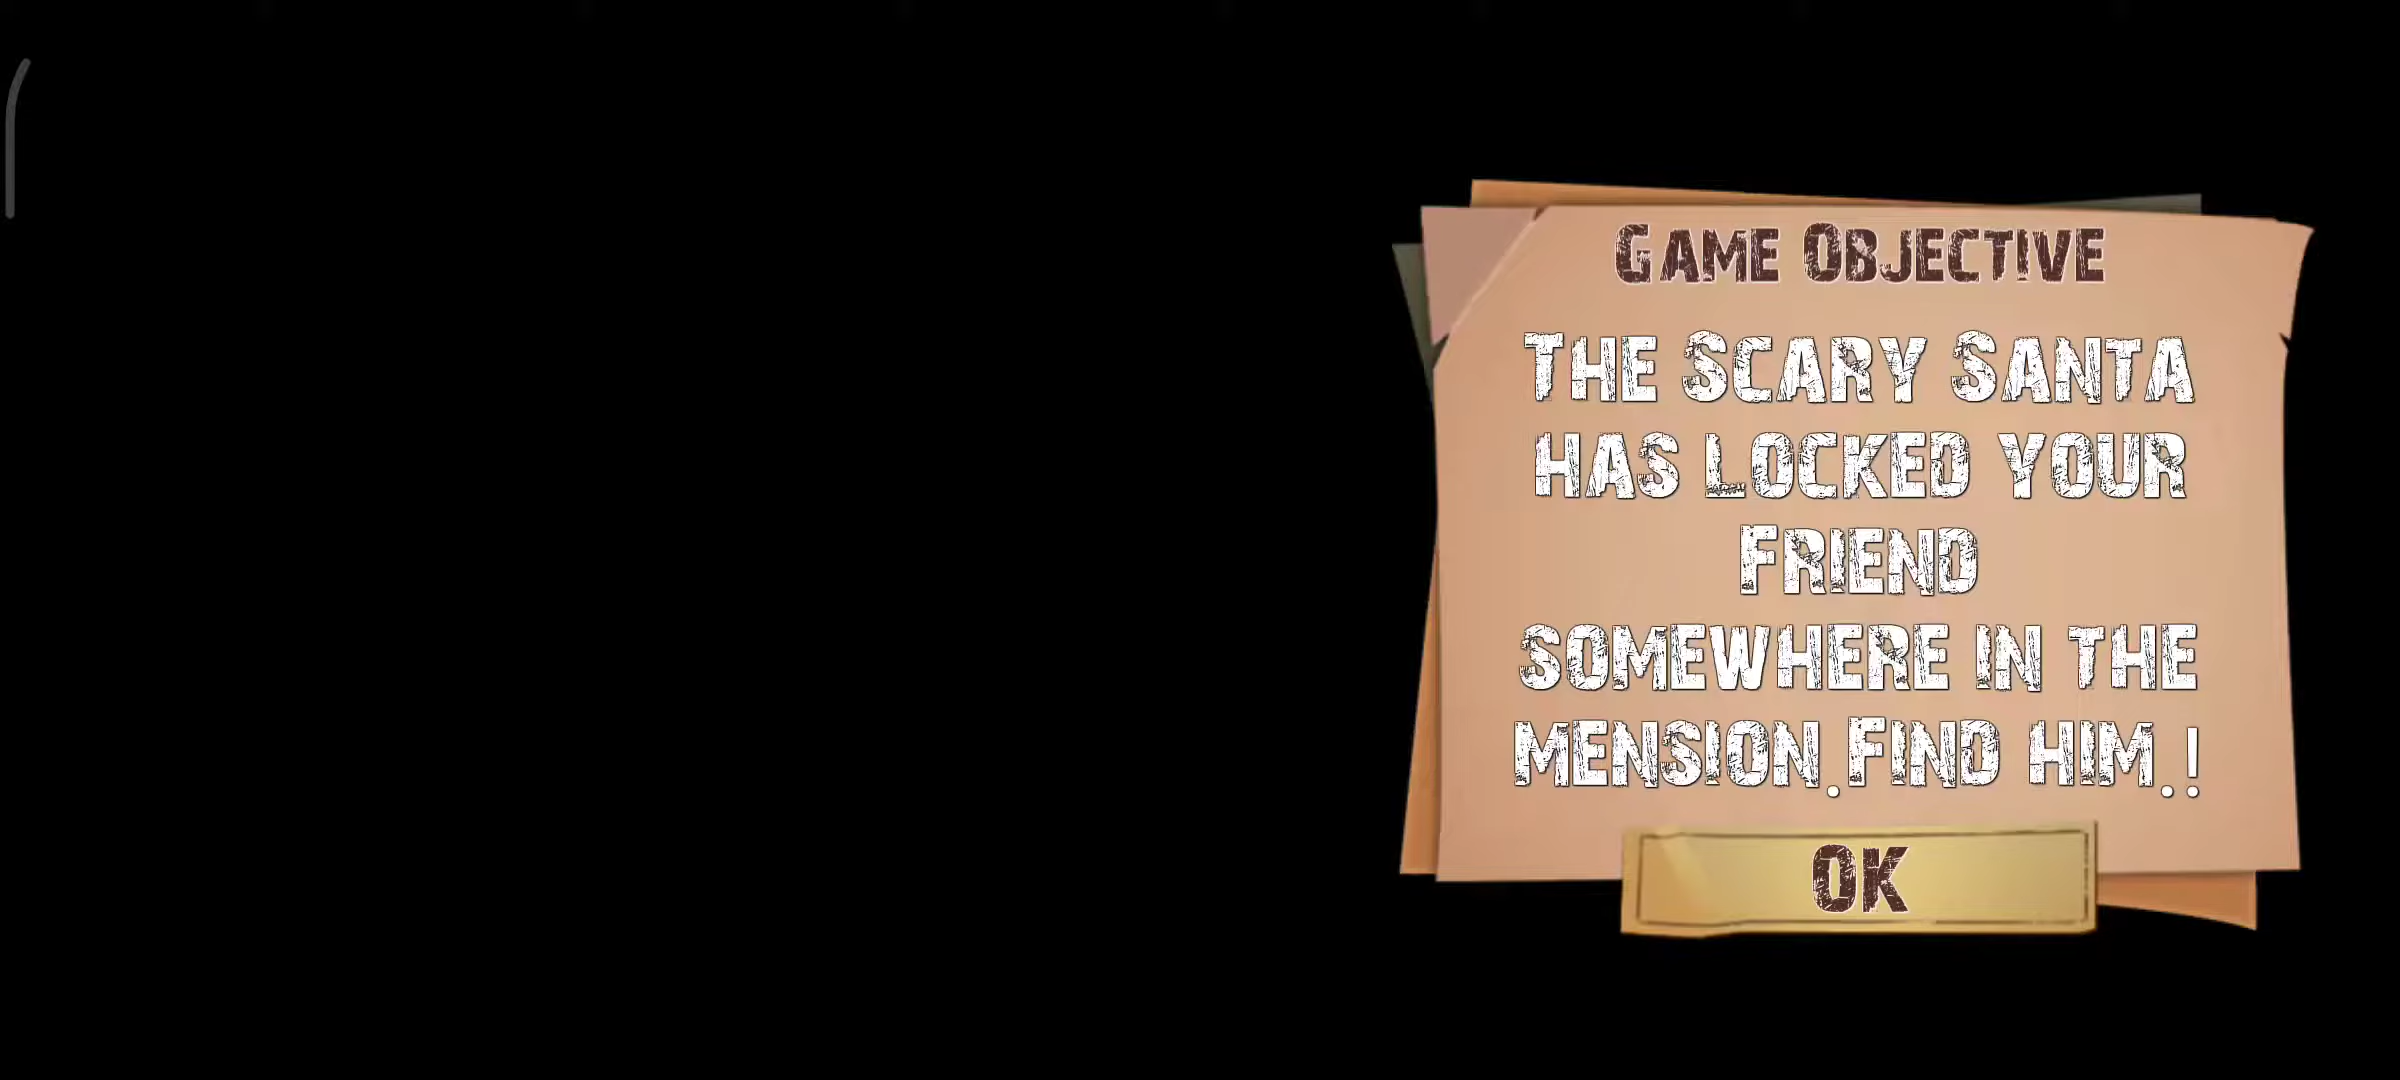 Game Objective
The Scary Santa
has Locked your
Friend
somewhere in the
mension.Find him.!
OK